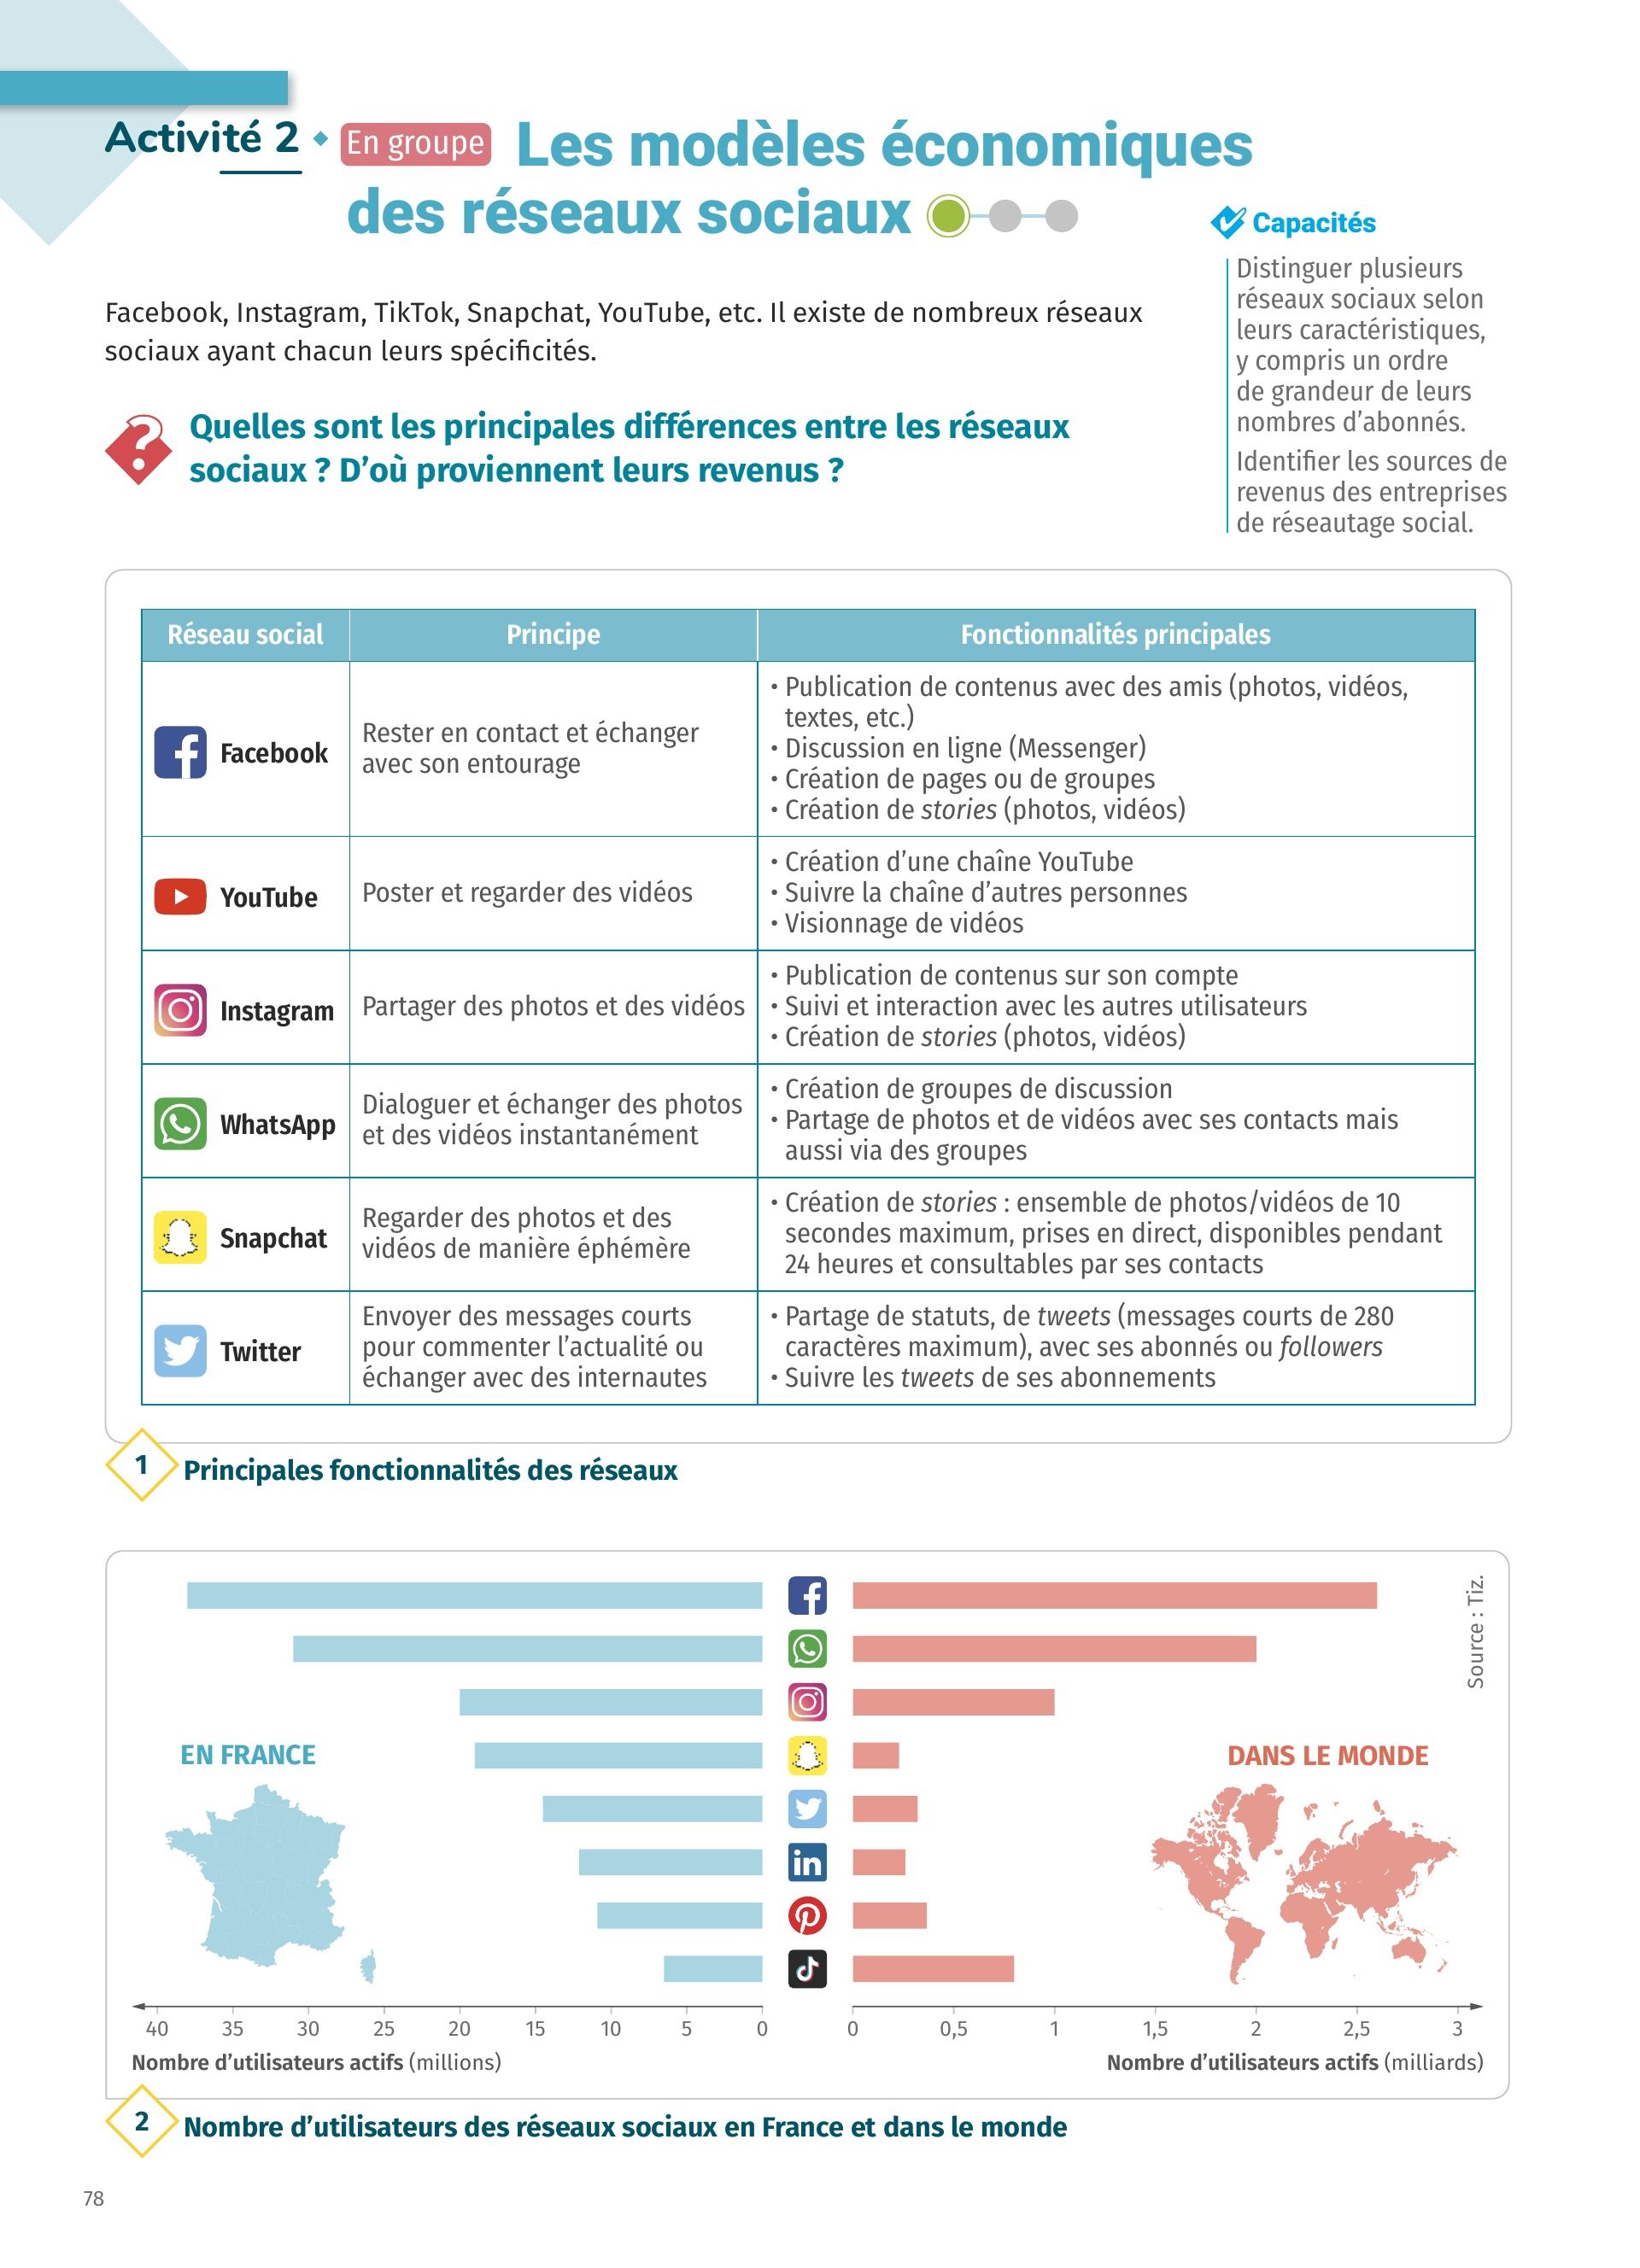 Activité 2 • En groupe Les modèles économiques
des réseaux sociaux
Capacités
Distinguer plusieurs
réseaux sociaux selon
leurs caractéristiques,
y compris un ordre
de grandeur de leurs
nombres d'abonnés.
Identifier les sources de
revenus des entreprises
de réseautage social.
Facebook, Instagram, TikTok, Snapchat, YouTube, etc. Il existe de nombreux réseaux
sociaux ayant chacun leurs spécificités.
?
Quelles sont les principales différences entre les réseaux
sociaux ? D'où proviennent leurs revenus ?
Réseau social Principe Fonctionnalités principales
Facebook
Rester en contact et échanger
avec son entourage
• Publication de contenus avec des amis (photos, vidéos,
textes, etc.)
• Discussion en ligne (Messenger)
• Création de pages ou de groupes
• Création de stories (photos, vidéos)
YouTube
Poster et regarder des vidéos
• Création d'une chaîne YouTube
• Suivre la chaîne d'autres personnes
• Visionnage de vidéos
Instagram
Partager des photos et des vidéos
• Publication de contenus sur son compte
• Suivi et interaction avec les autres utilisateurs
• Création de stories (photos, vidéos)
WhatsApp
Dialoguer et échanger des photos
et des vidéos instantanément
• Création de groupes de discussion
• Partage de photos et de vidéos avec ses contacts mais
aussi via des groupes
Snapchat
Regarder des photos et des
vidéos de manière éphémère
• Création de stories : ensemble de photos/vidéos de 10
secondes maximum, prises en direct, disponibles pendant
24 heures et consultables par ses contacts
Twitter
Envoyer des messages courts
pour commenter l'actualité ou
échanger avec des internautes
• Partage de statuts, de tweets (messages courts de 280
caractères maximum), avec ses abonnés ou followers
• Suivre les tweets de ses abonnements
1 Principales fonctionnalités des réseaux
Source : Tiz.
EN FRANCE
DANS LE MONDE
in
40 35 30 25 20 15 10 5 0
0 0,5 1 1,5 2 2,5 3
Nombre d'utilisateurs actifs (millions)
Nombre d'utilisateurs actifs (milliards)
2 Nombre d'utilisateurs des réseaux sociaux en France et dans le monde
78